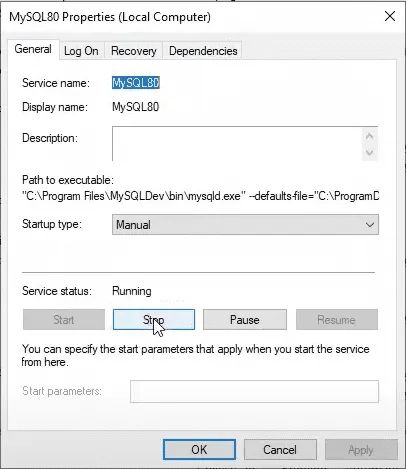 MySQL80 Properties (Local Computer)
General Log On Recovery Dependencies
Service name: MySQL80
Display name: MySQL80
Description:
Path to executable:
"C:\Program Files\MySQLDev\bin\mysqld.exe" --defaults-file="C:\ProgramD
Startup type: Manual
Service status: Running
Start Stop Pause Resume
You can specify the start parameters that apply when you start the service
from here.
Start parameters:
OK Cancel Apply